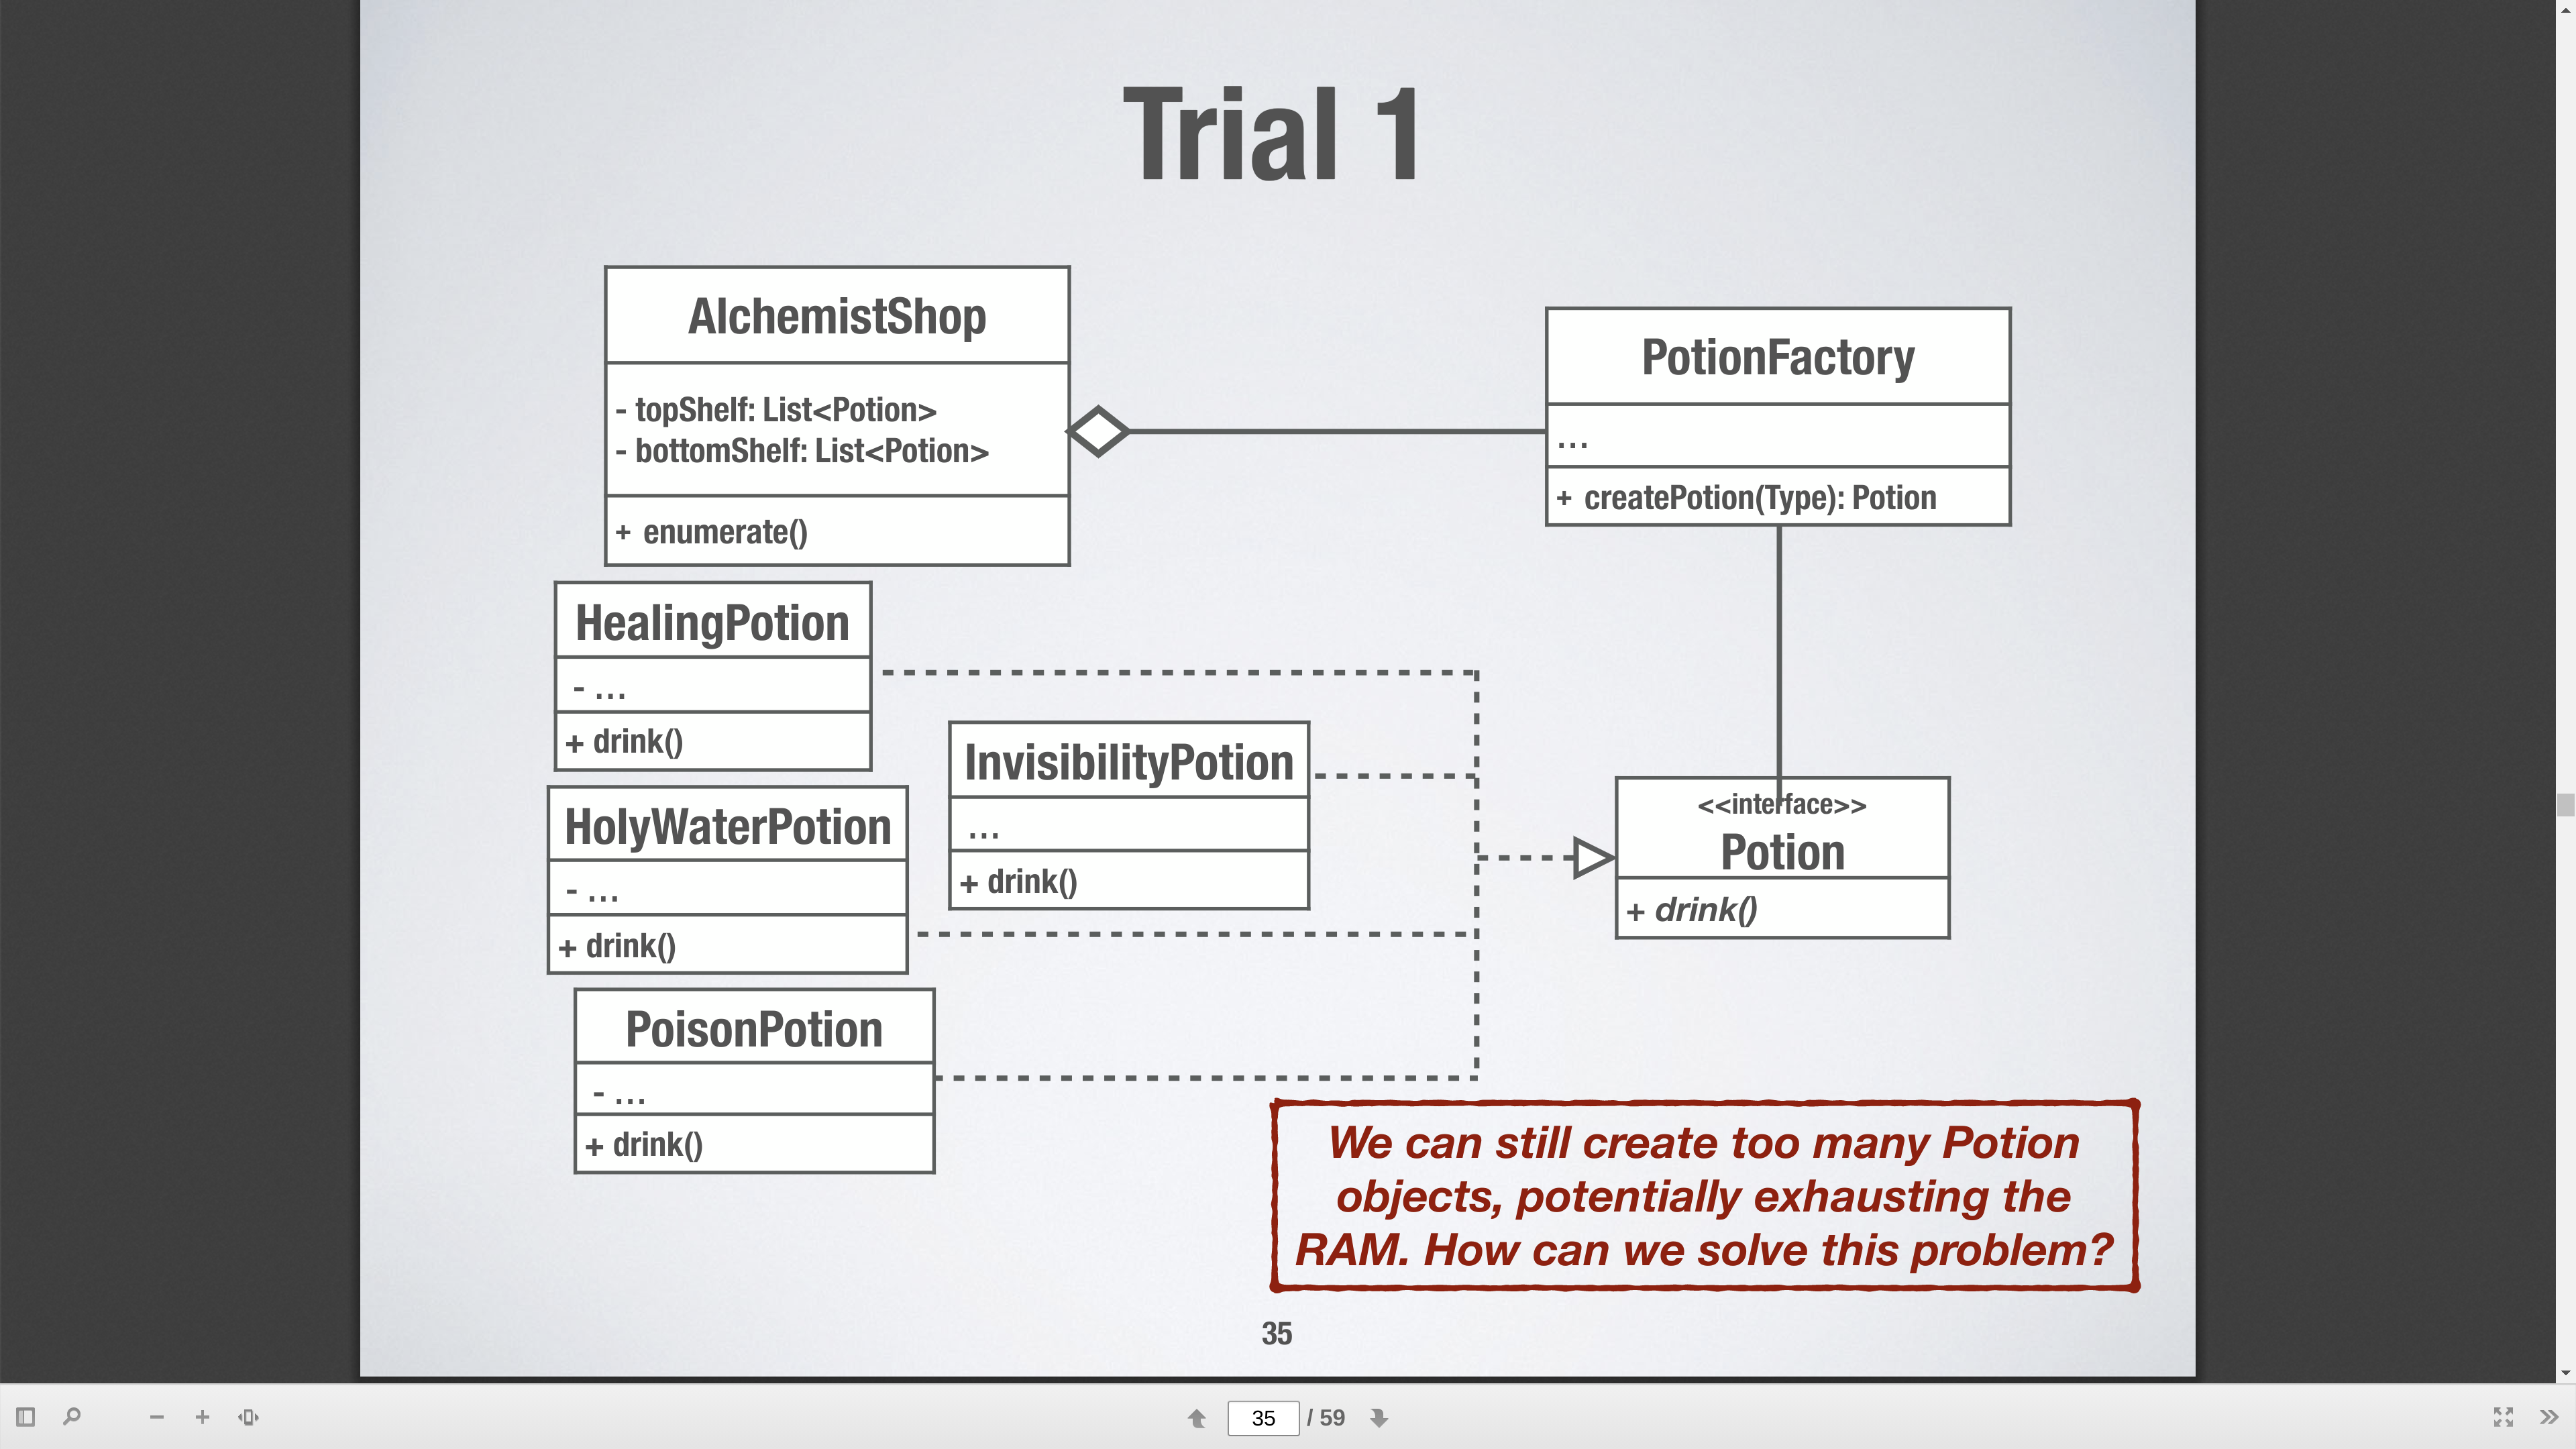 Trial 1
AlchemistShop
- topShelf: List<Potion>
- bottomShelf: List<Potion>
+ enumerate()
PotionFactory
...
+ createPotion(Type): Potion
HealingPotion
- ...
+ drink()
InvisibilityPotion
...
+ drink()
HolyWaterPotion
- ...
+ drink()
<<interface>>
Potion
+ drink()
PoisonPotion
- ...
+ drink()
We can still create too many Potion
objects, potentially exhausting the
RAM. How can we solve this problem?
35
35 / 59